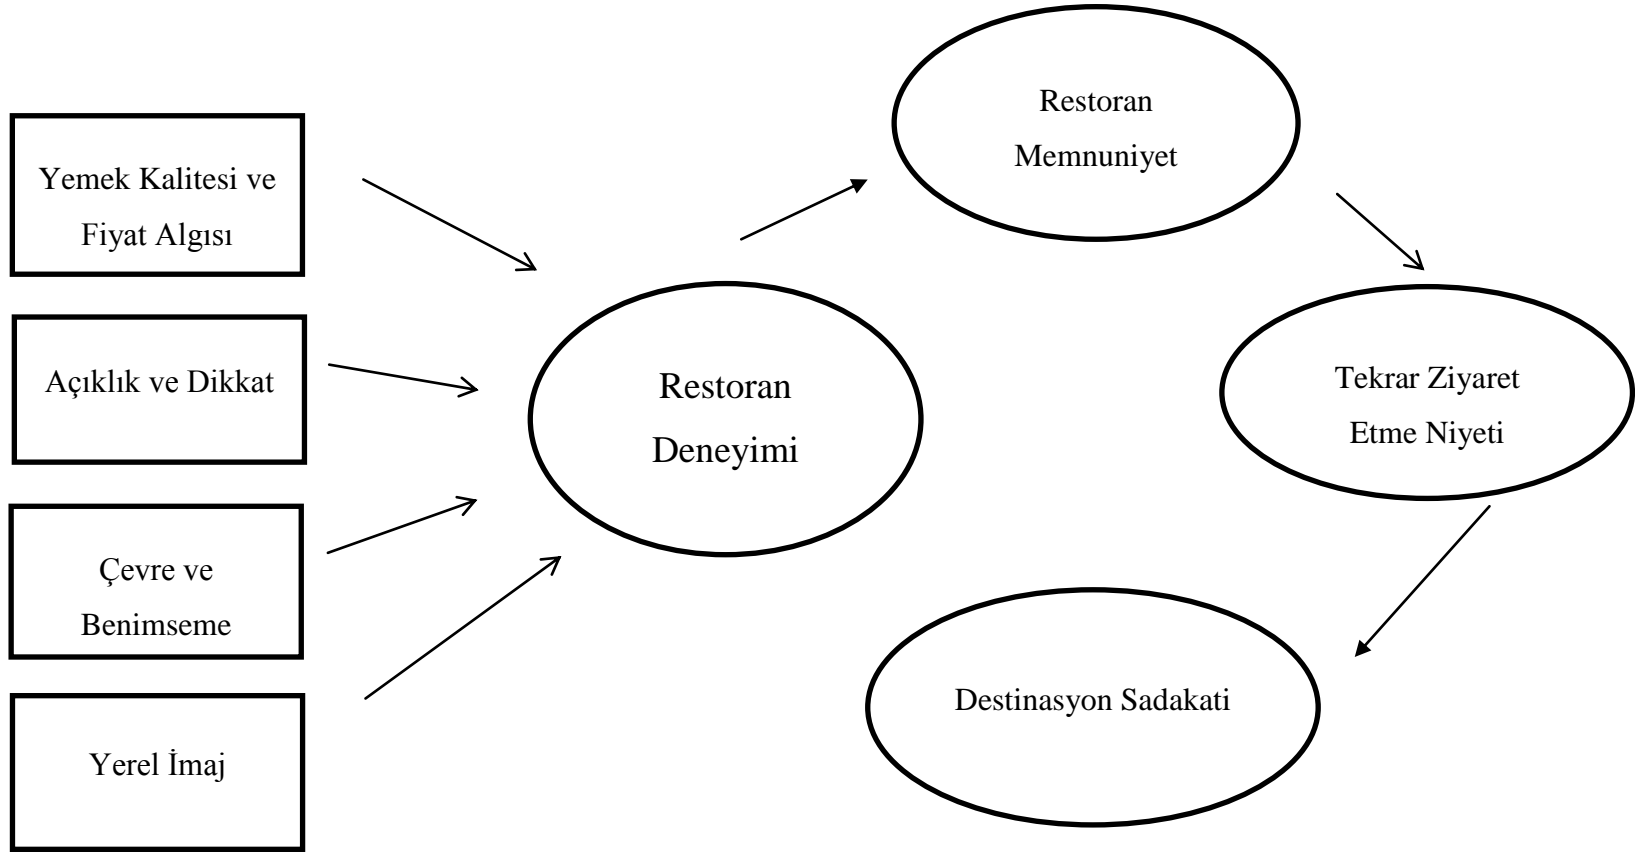 Yemek Kalitesi ve
Fiyat Algısı
Açıklık ve Dikkat
Çevre ve
Benimseme
Yerel İmaj
Restoran
Deneyimi
Restoran
Memnuniyet
Tekrar Ziyaret
Etme Niyeti
Destinasyon Sadakati